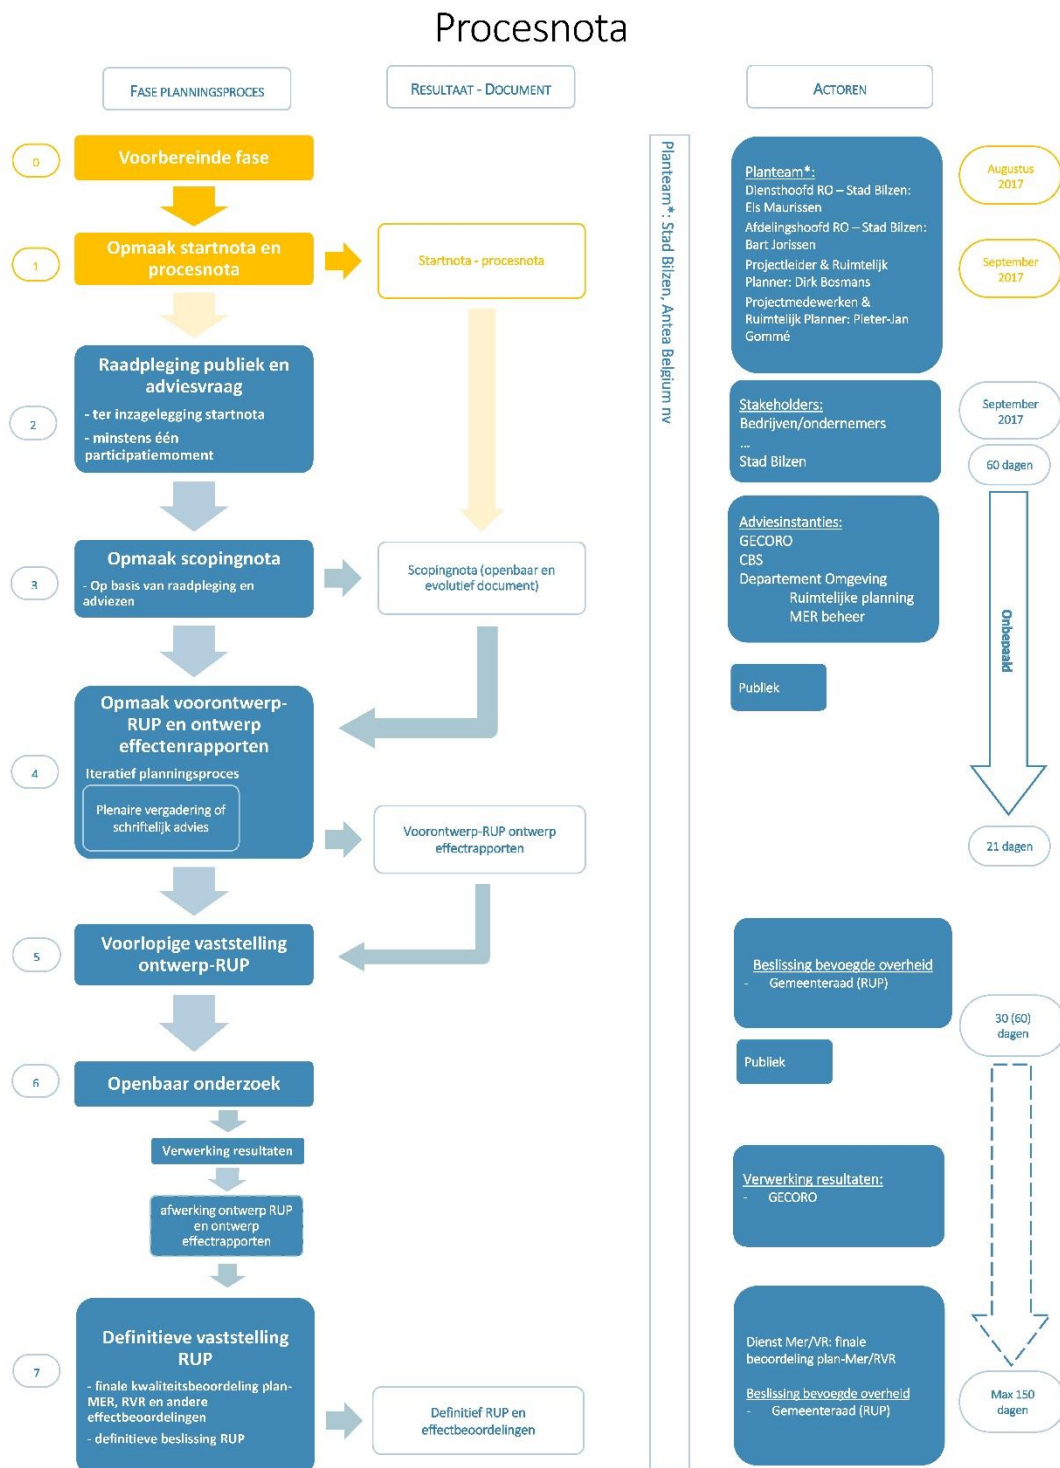 Procesnota
FASE PLANNINGSPROCES
RESULTAAT - DOCUMENT
ACTOREN
0
Voorbereinde fase
1
Opmaak startnota en
procesnota
Startnota - procesnota
2
Raadpleging publiek en
adviesvraag
- ter inzagelegging startnota
- minstens één
participatiemoment
3
Opmaak scopingnota
- Op basis van raadpleging en
adviezen
Scopingnota (openbaar en
evolutief document)
4
Opmaak voorontwerp-
RUP en ontwerp
effectenrapporten
Iteratief planningsproces
Plenaire vergadering of
schriftelijk advies
Voorontwerp-RUP ontwerp
effectrapporten
5
Voorlopige vaststelling
ontwerp-RUP
6
Openbaar onderzoek
Verwerking resultaten
afwerking ontwerp RUP
en ontwerp
effectrapporten
7
Definitieve vaststelling
RUP
- finale kwaliteitsbeoordeling plan-
MER, RVR en andere
effectbeoordelingen
- definitieve beslissing RUP
Definitief RUP en
effectbeoordelingen
Planteam*: Stad Bilzen, Antea Belgium nv
Planteam*:
Diensthoofd RO – Stad Bilzen:
Els Maurissen
Afdelingshoofd RO – Stad Bilzen:
Bart Jorissen
Projectleider & Ruimtelijk
Planner: Dirk Bosmans
Projectmedewerken &
Ruimtelijk Planner: Pieter-Jan
Gommé
Augustus
2017
September
2017
Stakeholders:
Bedrijven/ondernemers
...
Stad Bilzen
September
2017
60 dagen
Adviesinstanties:
GECORO
CBS
Departement Omgeving
Ruimtelijke planning
MER beheer
Onbepaald
Publiek
21 dagen
Beslissing bevoegde overheid
- Gemeenteraad (RUP)
30 (60)
dagen
Publiek
Verwerking resultaten:
- GECORO
Dienst Mer/VR: finale
beoordeling plan-Mer/RVR
Beslissing bevoegde overheid
- Gemeenteraad (RUP)
Max 150
dagen